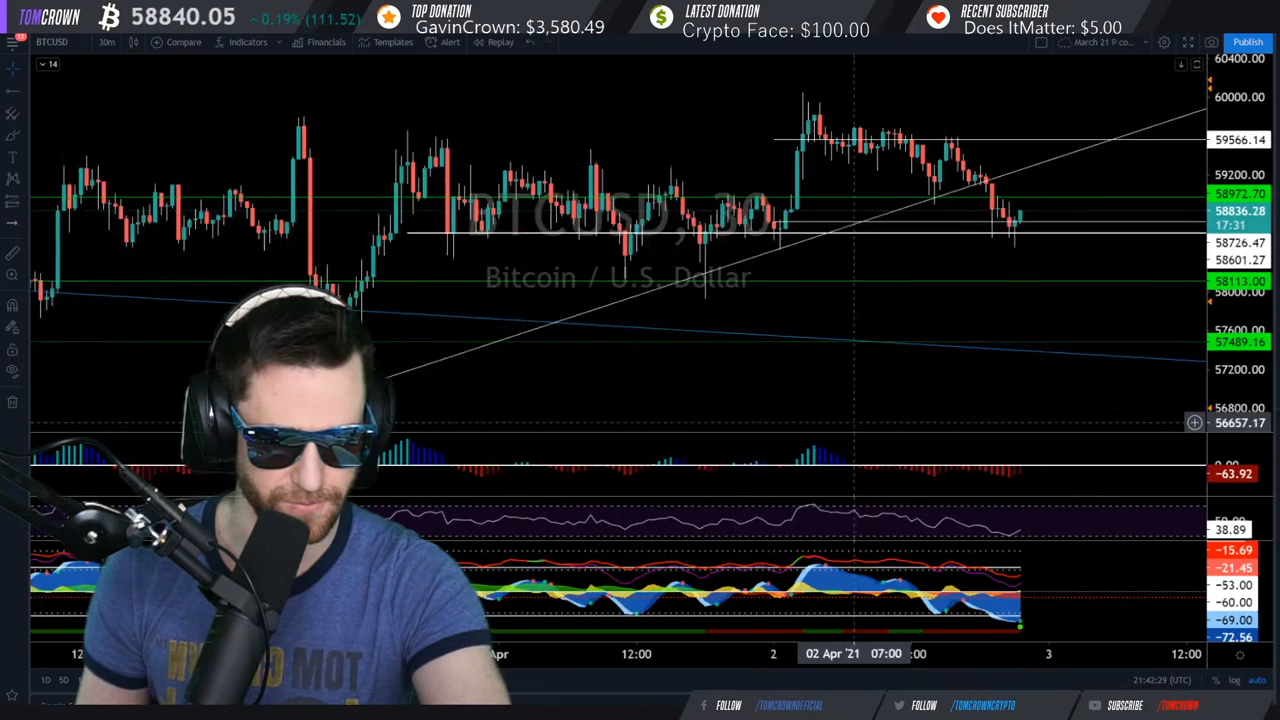 TOMCROWN 58840.05 0.19% (111.52)
TOP DONATION
GavinCrown: $3,580.49
LATEST DONATION
Crypto Face: $100.00
RECENT SUBSCRIBER
Does ItMatter: $5.00
BTCUSD 30m Compare Indicators Financials Templates Alert Replay March 21 P co... Publish
14
60400.00
60000.00
59566.14
59200.00
58972.70
58836.28
17:31
58726.47
58601.27
58113.00
58000.00
57600.00
57489.16
57200.00
56800.00
56657.17
BTCUSD, 30
Bitcoin / U.S. Dollar
0.00
-63.92
38.89
-15.69
-21.45
-53.00
-60.00
-69.00
-72.56
12:00 2 02 Apr '21 07:00 :00 3 12:00
1D 5D 21:42:29 (UTC) % log auto
FOLLOW /TOMCROWNOFFICIAL FOLLOW /TOMCROWNCRYPTO SUBSCRIBE /TOMCROWN